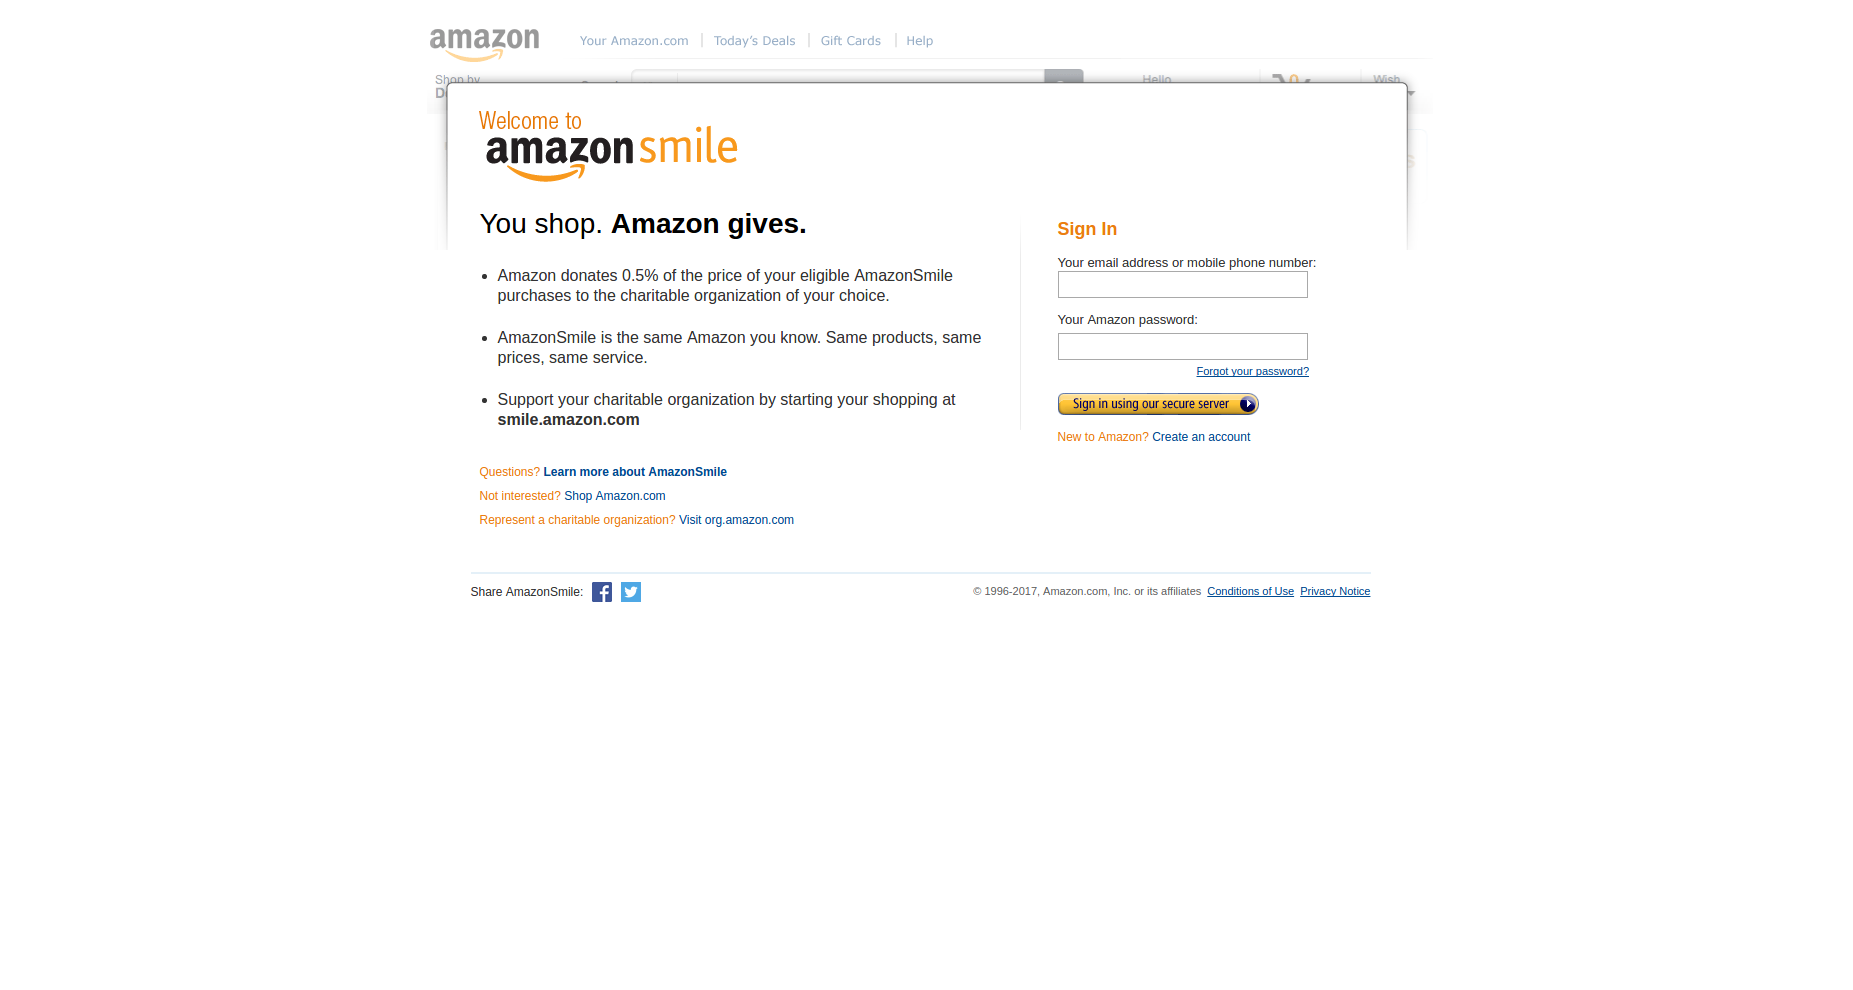 amazon
Your Amazon.com
Today's Deals
Gift Cards
Help
Shop by
Hello
Wish
Welcome to
amazonsmile
You shop. Amazon gives.
Sign In
Your email address or mobile phone number:
Your Amazon password:
Forgot your password?
Sign in using our secure server
New to Amazon? Create an account
• Amazon donates 0.5% of the price of your eligible AmazonSmile
purchases to the charitable organization of your choice.
• AmazonSmile is the same Amazon you know. Same products, same
prices, same service.
• Support your charitable organization by starting your shopping at
smile.amazon.com
Questions? Learn more about AmazonSmile
Not interested? Shop Amazon.com
Represent a charitable organization? Visit org.amazon.com
Share AmazonSmile:
© 1996-2017, Amazon.com, Inc. or its affiliates Conditions of Use Privacy Notice